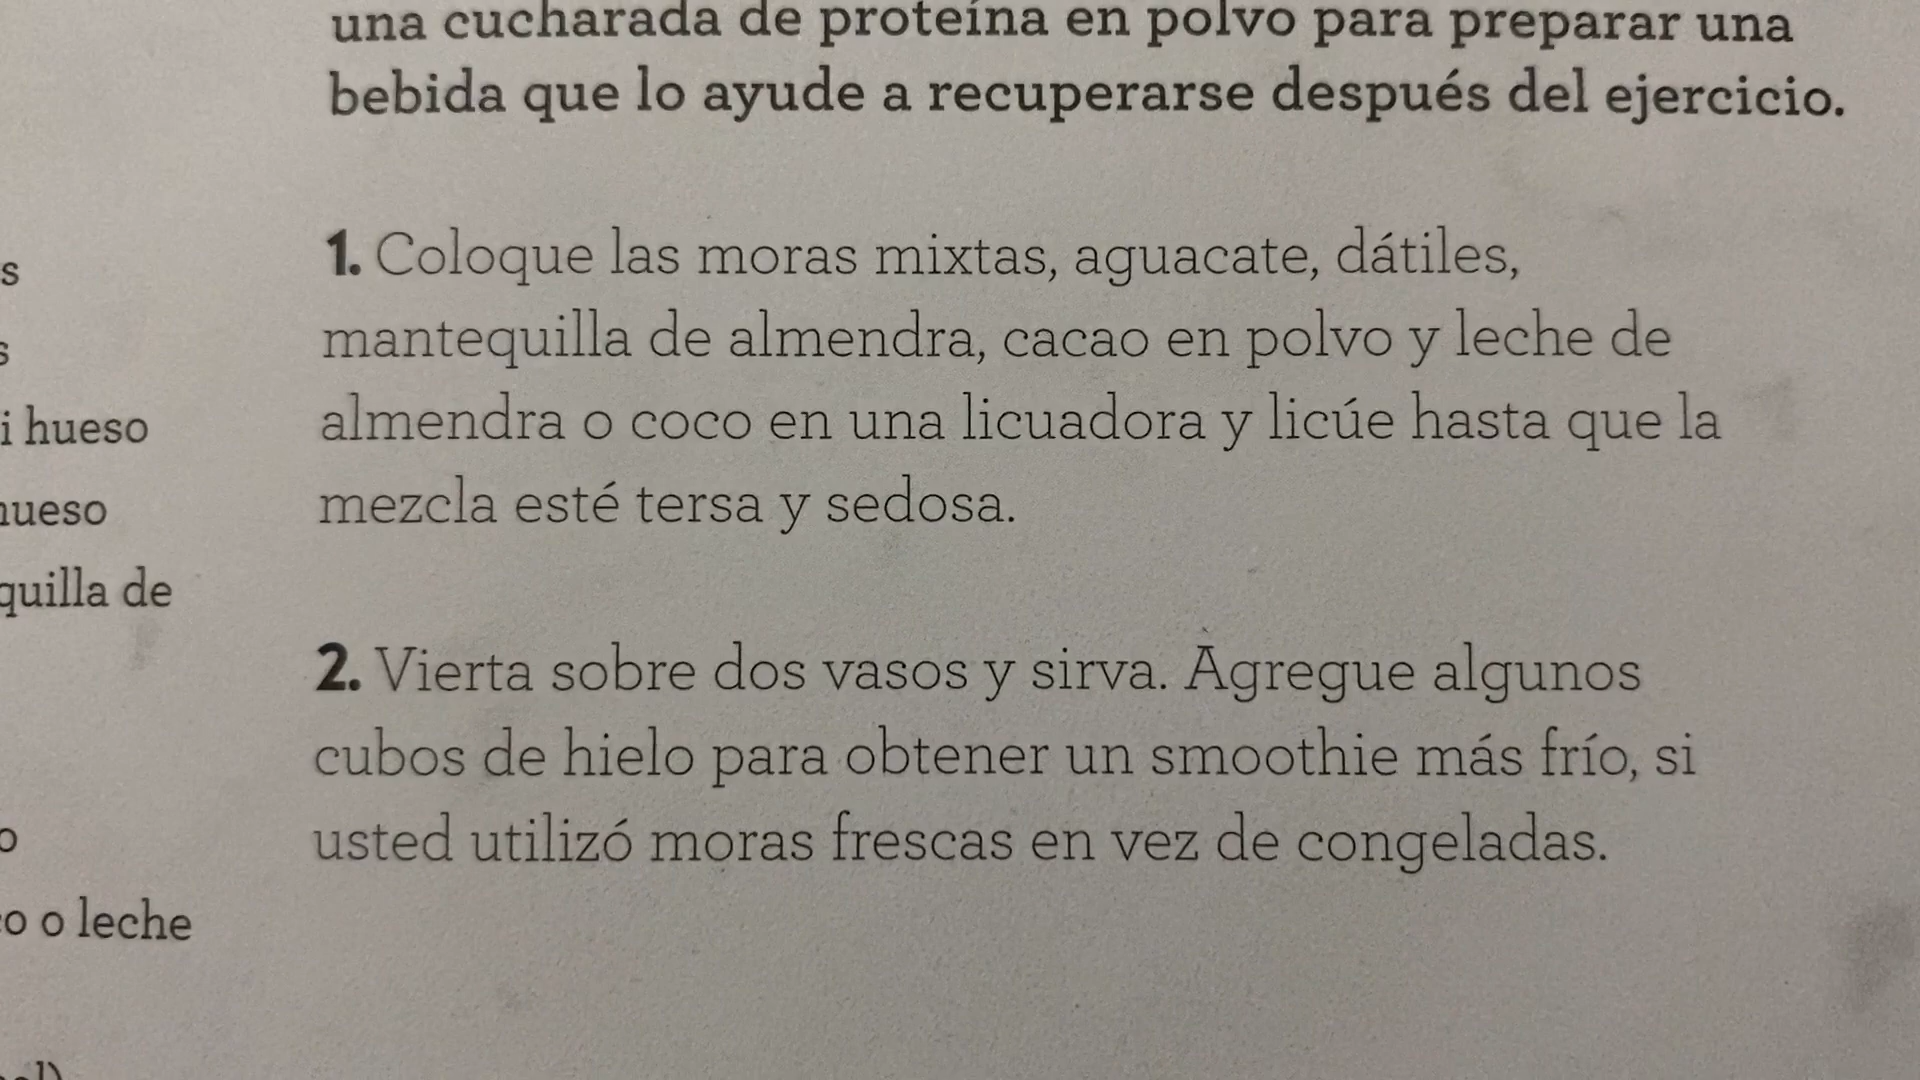 una cucharada de proteína en polvo para preparar una
bebida que lo ayude a recuperarse después del ejercicio.
1. Coloque las moras mixtas, aguacate, dátiles,
mantequilla de almendra, cacao en polvo y leche de
almendra o coco en una licuadora y licúe hasta que la
mezcla esté tersa y sedosa.
2. Vierta sobre dos vasos y sirva. Agregue algunos
cubos de hielo para obtener un smoothie más frío, si
usted utilizó moras frescas en vez de congeladas.
i hueso
quilla de
o o leche